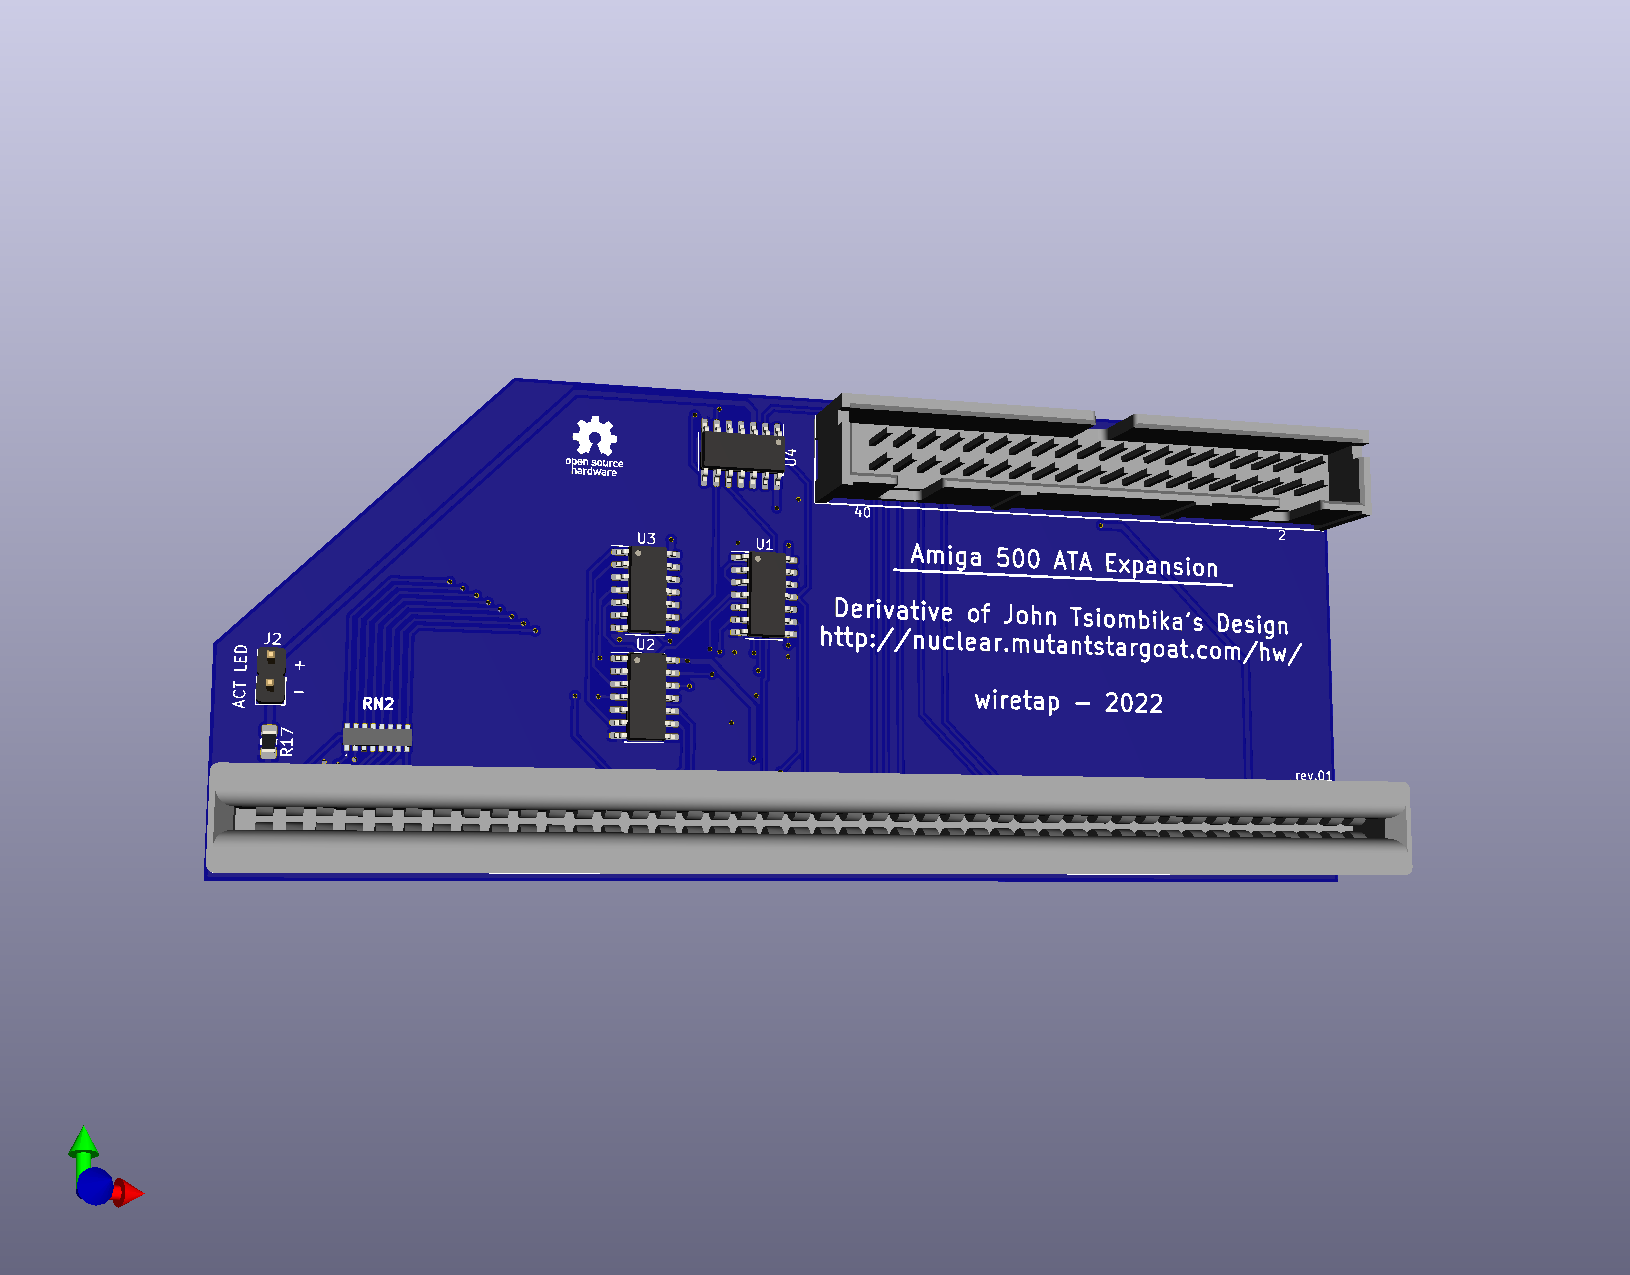 open source
hardware
U4
40
2
U3
U1
Amiga 500 ATA Expansion
Derivative of John Tsiombika's Design
http://nuclear.mutantstargoat.com/hw/
wiretap – 2022
J2
ACT LED
+
–
U2
RN2
R17
rev.01